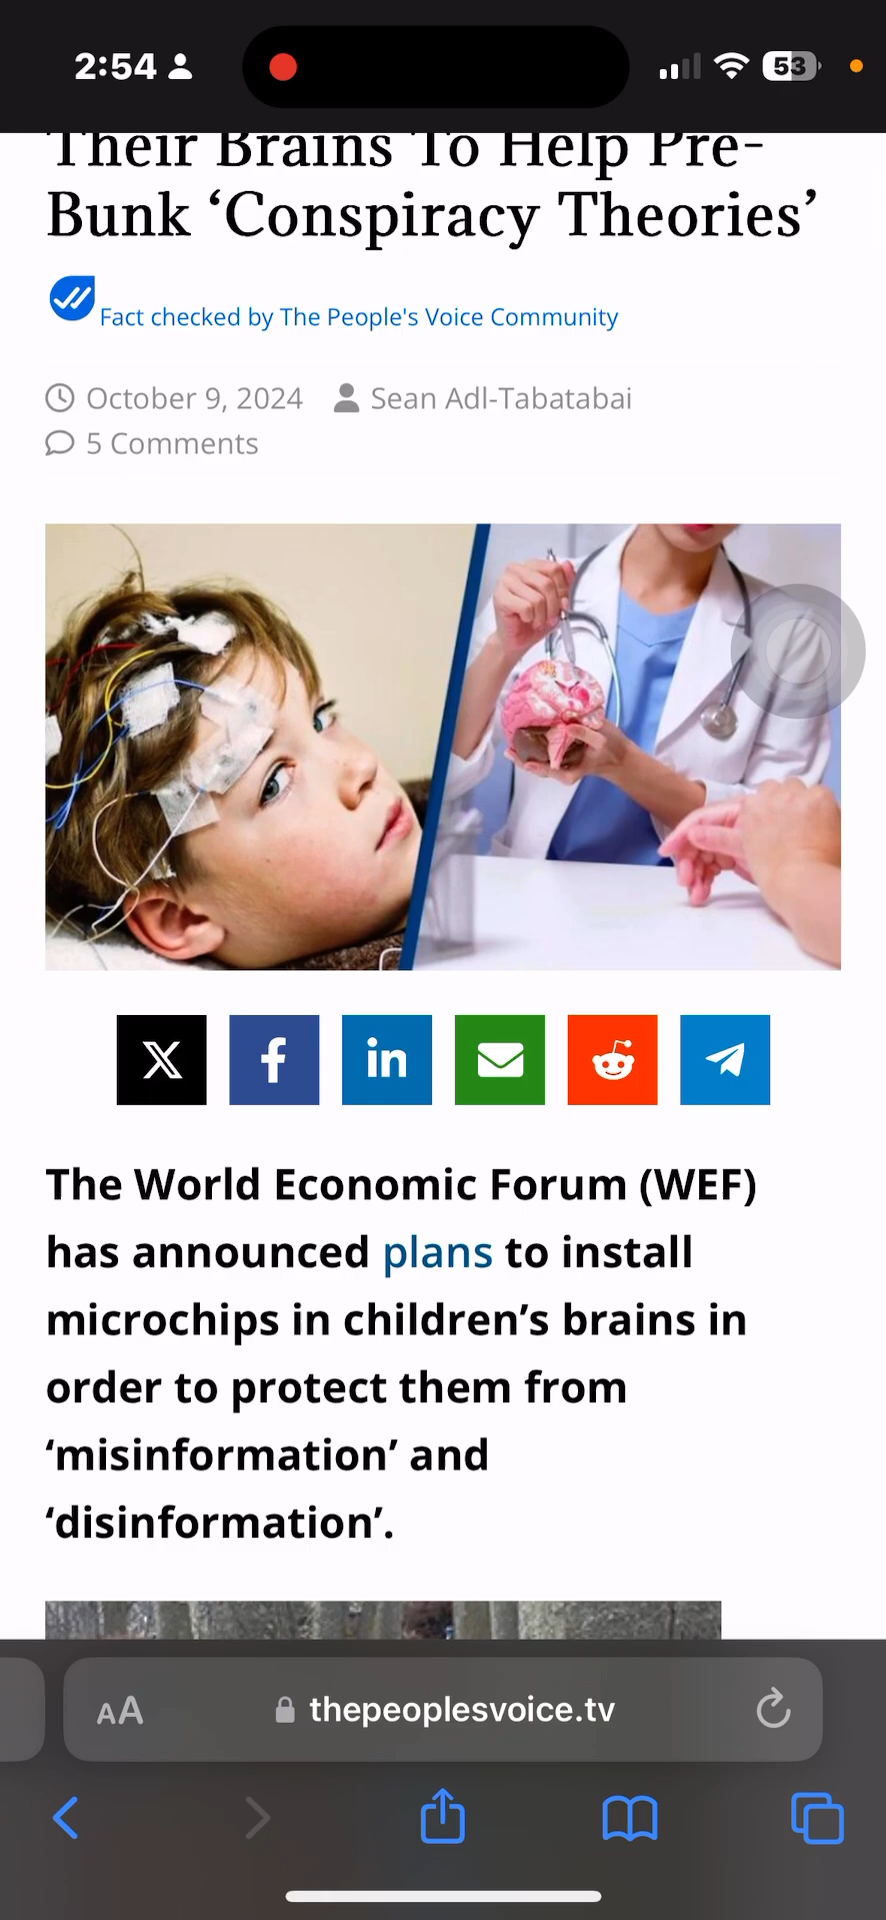 2:54
53
Their Brains To Help Pre-
Bunk ‘Conspiracy Theories’
Fact checked by The People's Voice Community
October 9, 2024 Sean Adl-Tabatabai
5 Comments
The World Economic Forum (WEF)
has announced plans to install
microchips in children’s brains in
order to protect them from
‘misinformation’ and
‘disinformation’.
AA thepeoplesvoice.tv